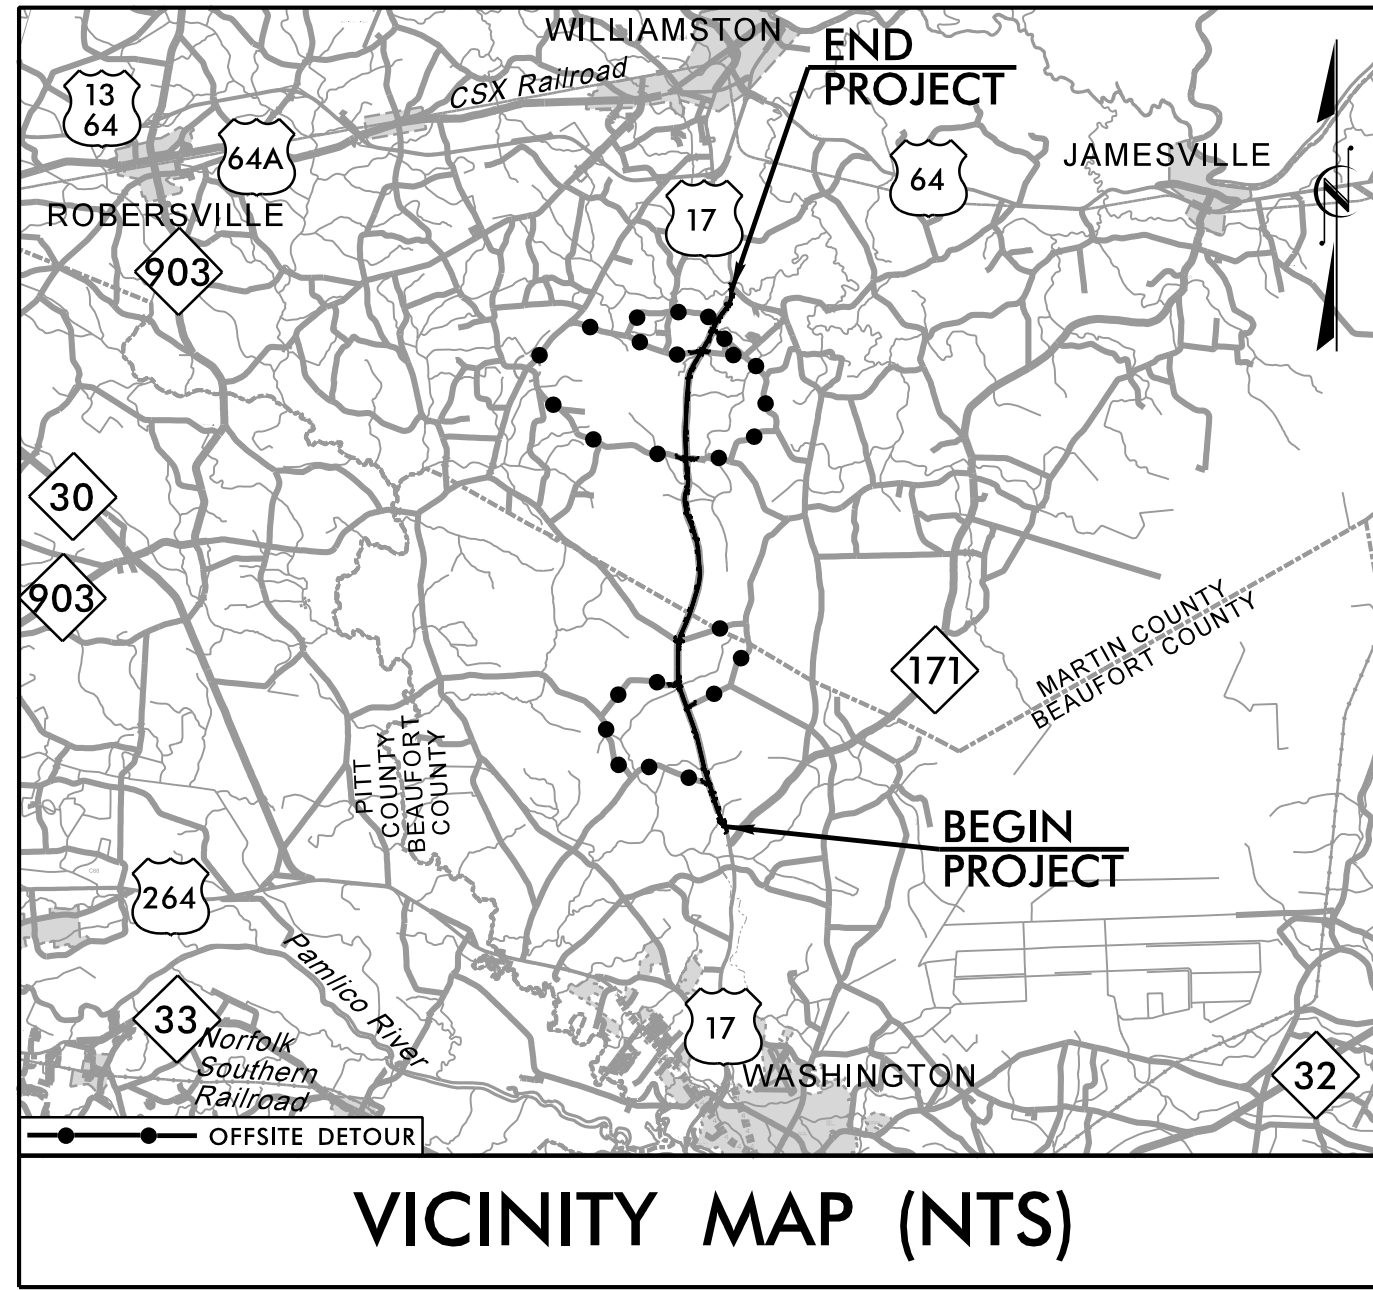 WILLIAMSTON
END
PROJECT
CSX Railroad
13
64
64A
ROBERSVILLE
903
17
64
JAMESVILLE
N
30
903
171
MARTIN COUNTY
BEAUFORT COUNTY
PITT
COUNTY
BEAUFORT
COUNTY
BEGIN
PROJECT
264
Pamlico River
33
Norfolk
Southern
Railroad
17
WASHINGTON
32
OFFSITE DETOUR
VICINITY MAP (NTS)